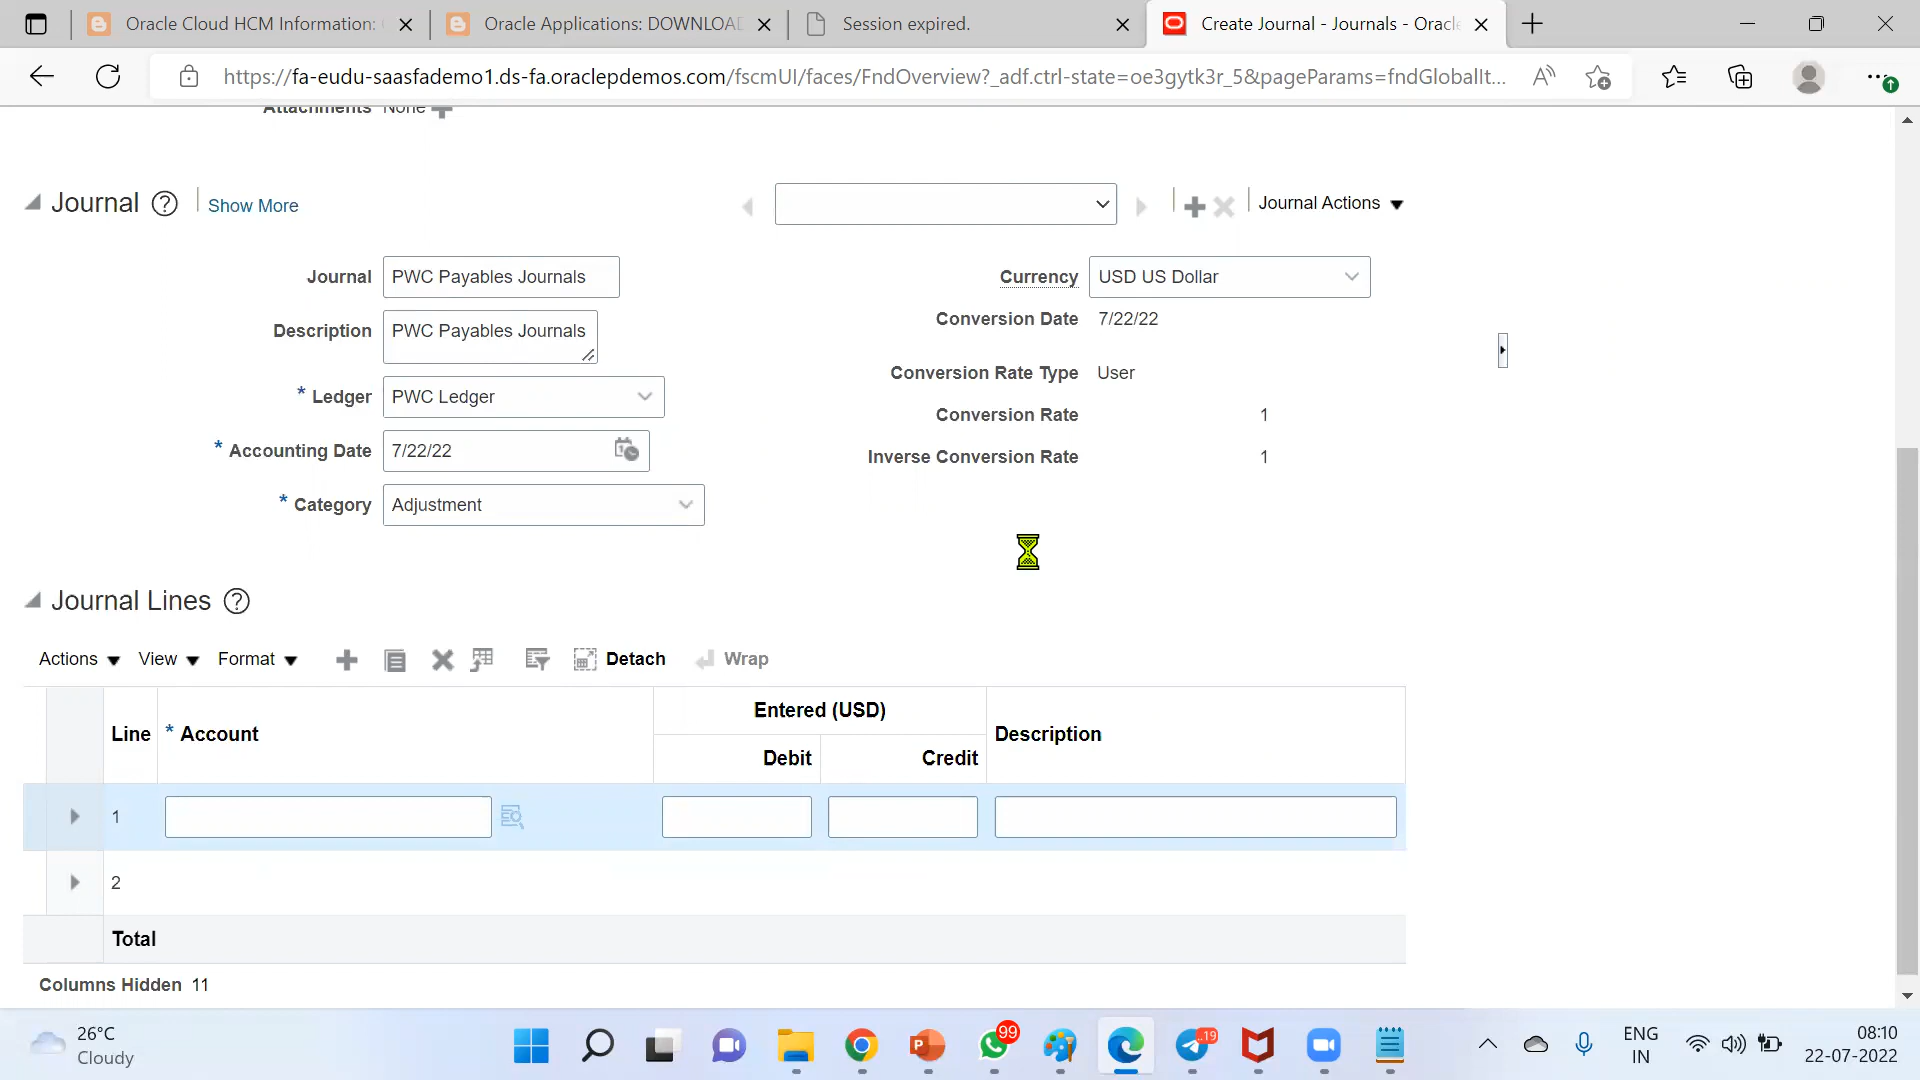 Oracle Cloud HCM Information:
Oracle Applications: DOWNLOAD
Session expired.
Create Journal - Journals - Oracle
https://fa-eudu-saasfademo1.ds-fa.oraclepdemos.com/fscmUI/faces/FndOverview?_adf.ctrl-state=oe3gytk3r_5&pageParams=fndGlobalIt...
Attachments None
Journal Show More
Journal Actions
Journal PWC Payables Journals
Currency USD US Dollar
Description PWC Payables Journals
Conversion Date 7/22/22
* Ledger PWC Ledger
Conversion Rate Type User
* Accounting Date 7/22/22
Conversion Rate 1
Inverse Conversion Rate 1
* Category Adjustment
Journal Lines
Actions View Format Detach Wrap
Entered (USD)
Line * Account Debit Credit Description
1
2
Total
Columns Hidden 11
26°C
Cloudy
99
..19
ENG
IN
08:10
22-07-2022